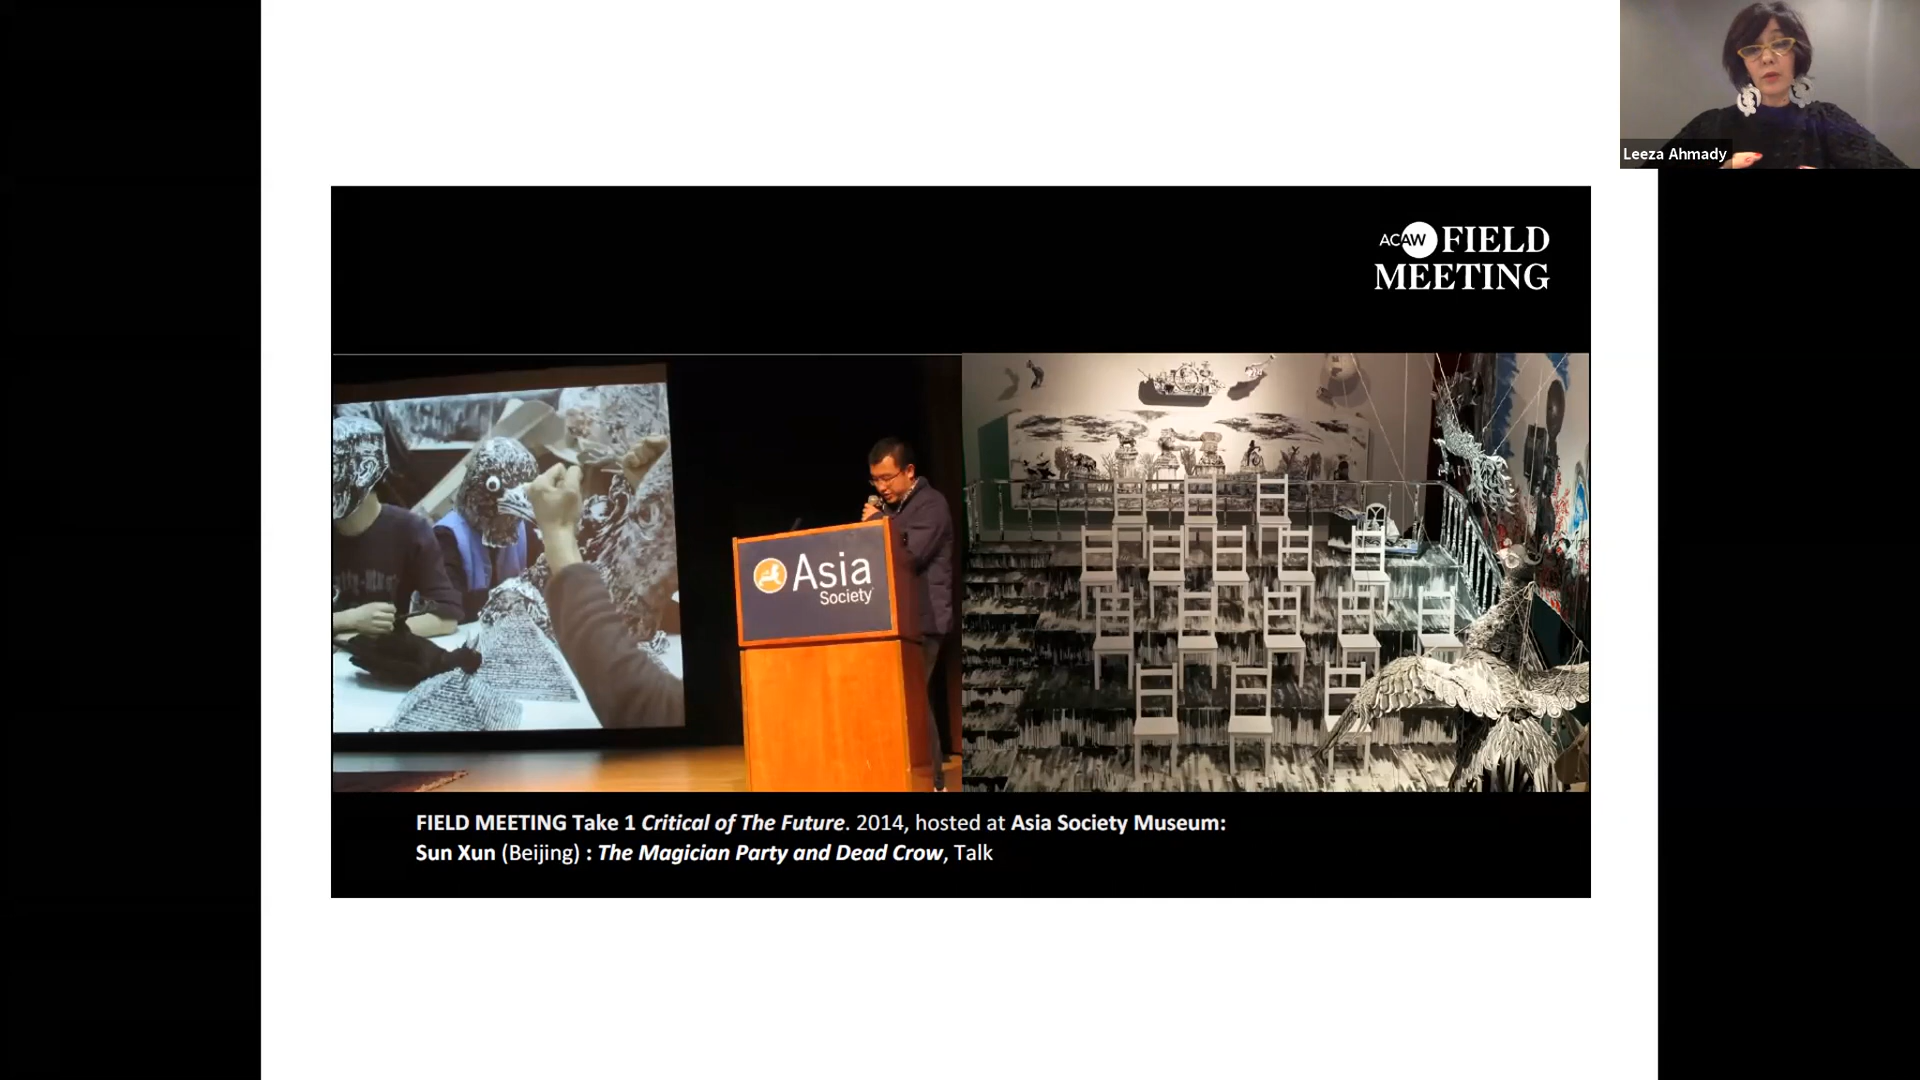 Leeza Ahmady
ACAW FIELD
MEETING
Asia
Society
FIELD MEETING Take 1 Critical of The Future. 2014, hosted at Asia Society Museum:
Sun Xun (Beijing) : The Magician Party and Dead Crow, Talk